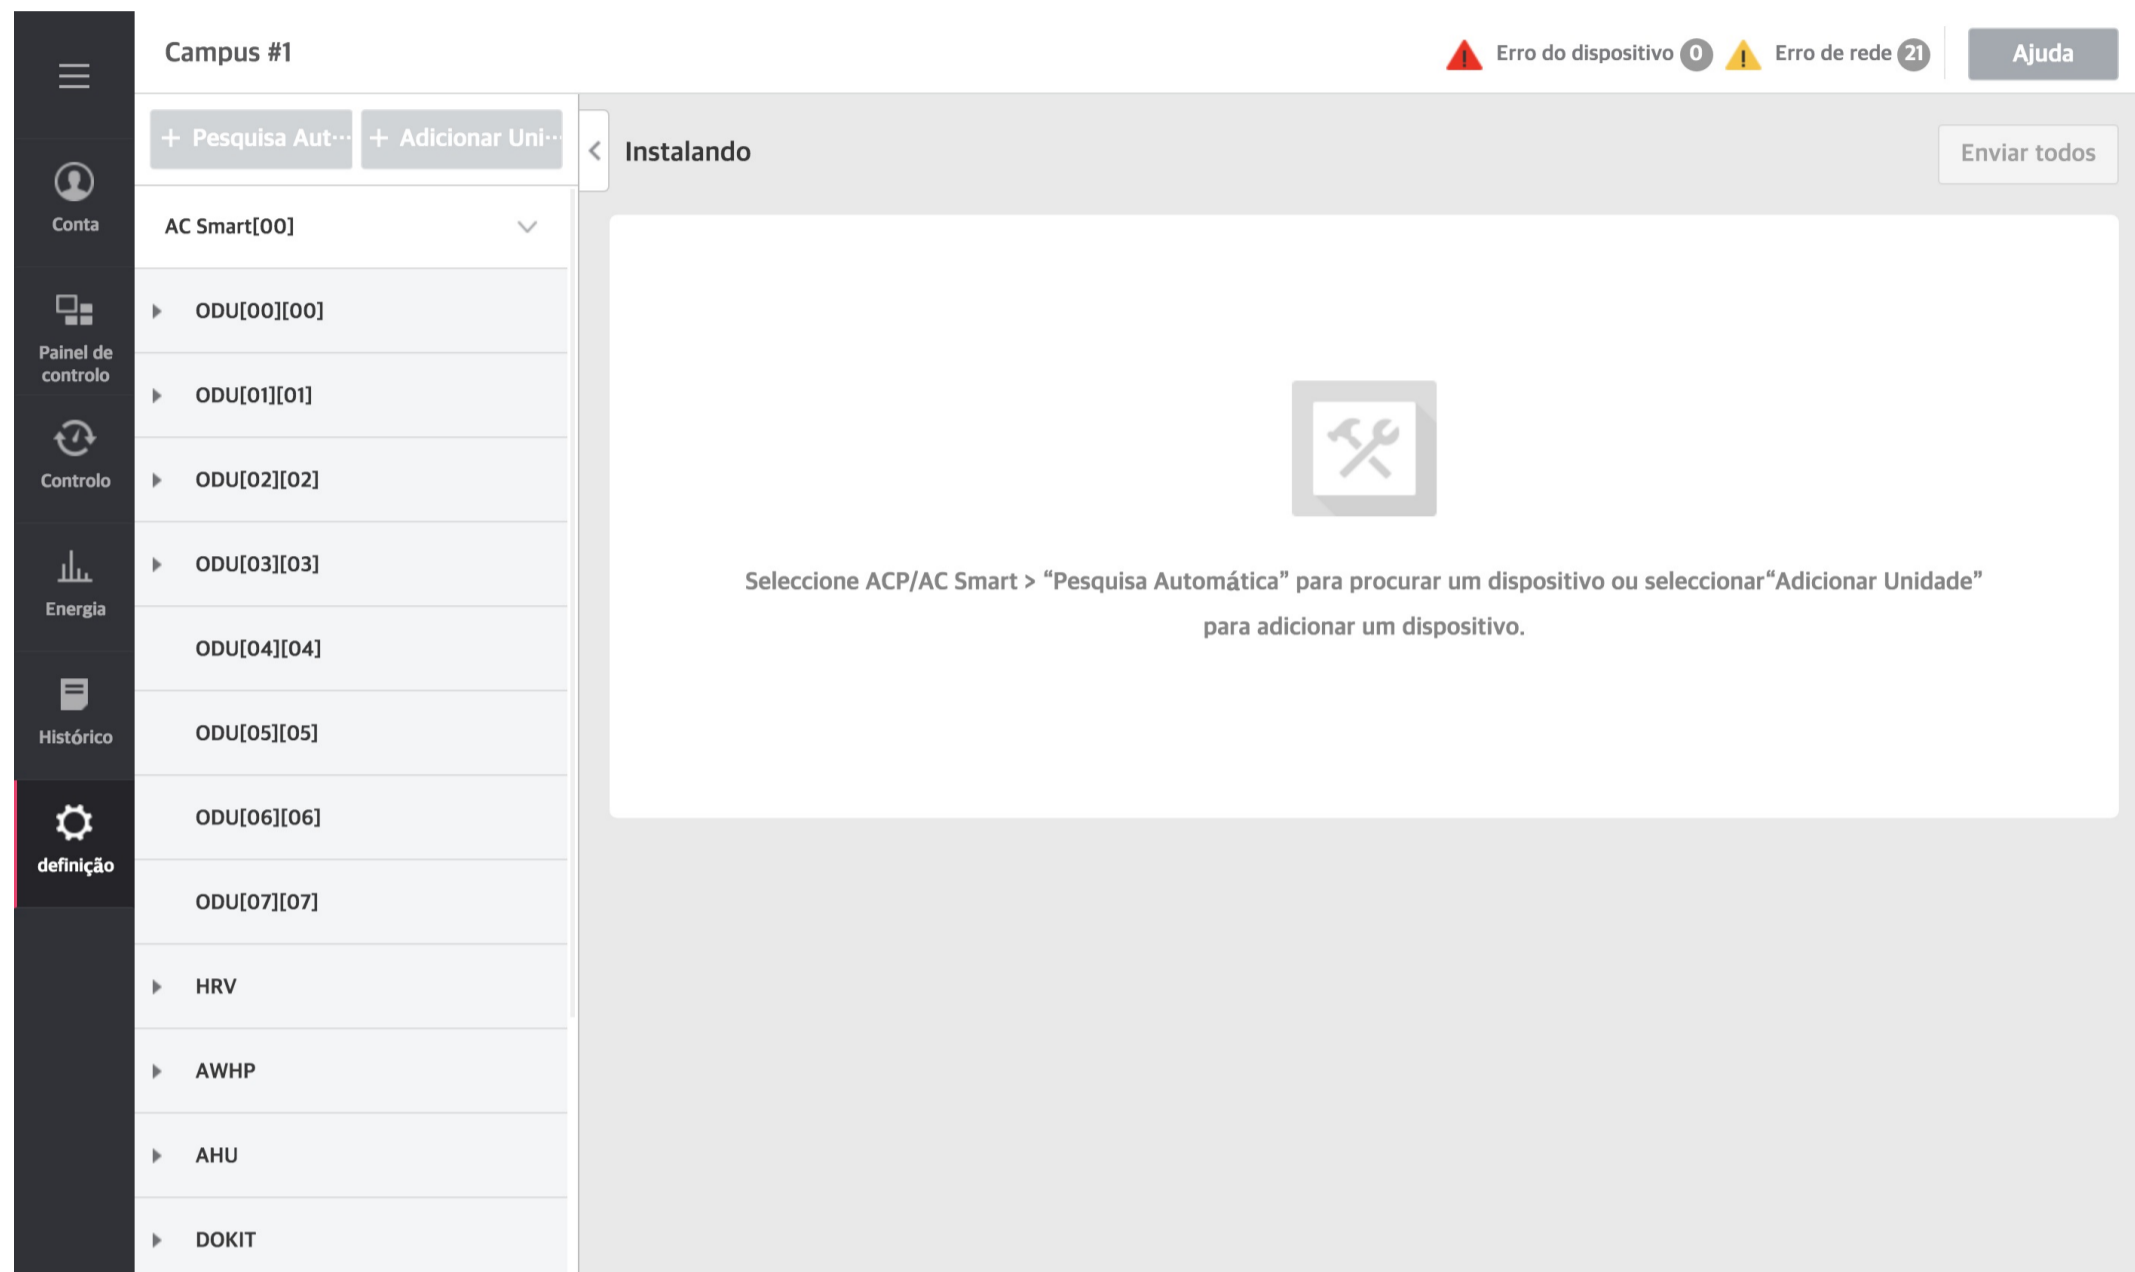 Campus #1
Erro do dispositivo 0
Erro de rede 21
Ajuda
Conta
Painel de
controlo
Controlo
Energia
Histórico
definição
+ Pesquisa Aut···
+ Adicionar Uni···
AC Smart[00]
ODU[00][00]
ODU[01][01]
ODU[02][02]
ODU[03][03]
ODU[04][04]
ODU[05][05]
ODU[06][06]
ODU[07][07]
HRV
AWHP
AHU
DOKIT
Instalando
Enviar todos
Seleccione ACP/AC Smart > “Pesquisa Automática” para procurar um dispositivo ou seleccionar“Adicionar Unidade”
para adicionar um dispositivo.